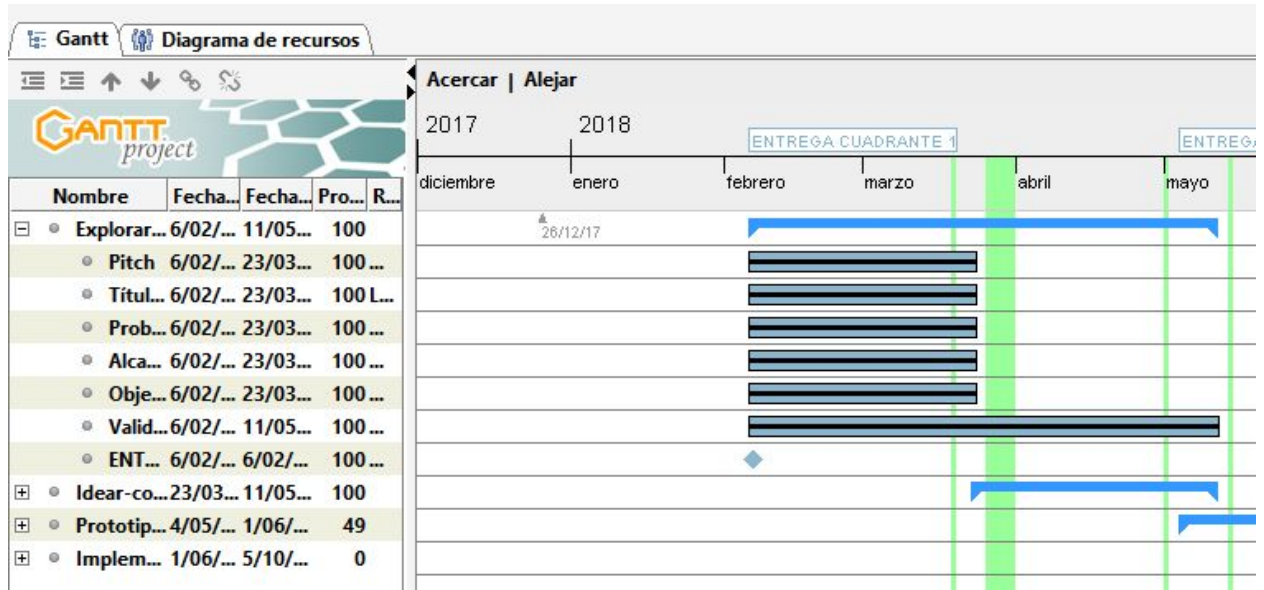 Gantt Diagrama de recursos
Acercar | Alejar
GANTT project
2017 2018
ENTREGA CUADRANTE 1 ENTREGA
diciembre enero febrero marzo abril mayo
Nombre Fecha... Fecha... Pro... R...
Explorar... 6/02/... 11/05... 100
26/12/17
Pitch 6/02/... 23/03... 100 ...
Títul... 6/02/... 23/03... 100 L...
Prob... 6/02/... 23/03... 100 ...
Alca... 6/02/... 23/03... 100 ...
Obje... 6/02/... 23/03... 100 ...
Valid... 6/02/... 11/05... 100 ...
ENT... 6/02/... 6/02/... 100 ...
Idear-co... 23/03... 11/05... 100
Prototip... 4/05/... 1/06/... 49
Implem... 1/06/... 5/10/... 0